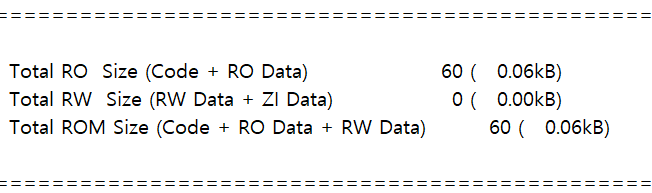 ==================================================
Total RO  Size (Code + RO Data)                    60 (   0.06kB)
Total RW  Size (RW Data + ZI Data)                  0 (   0.00kB)
Total ROM Size (Code + RO Data + RW Data)          60 (   0.06kB)
==================================================